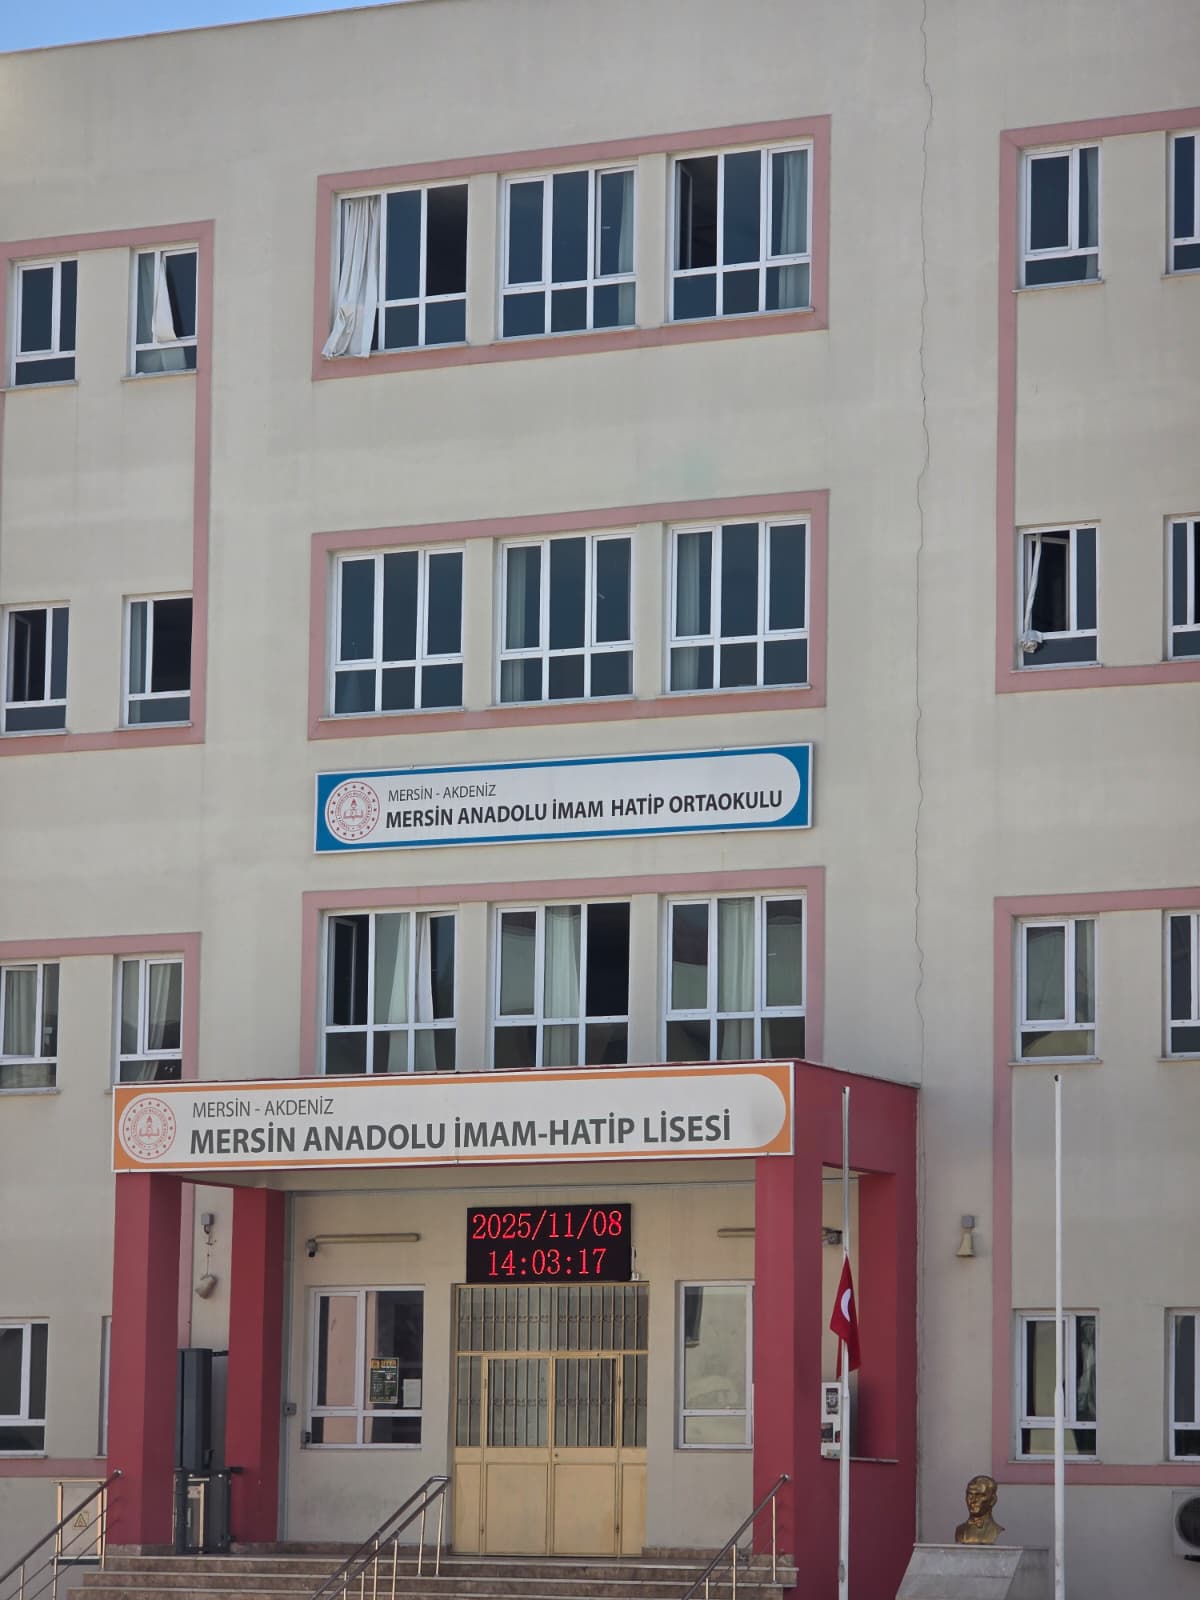 MERSİN - AKDENİZ
MERSİN ANADOLU İMAM HATİP ORTAOKULU
MERSİN - AKDENİZ
MERSİN ANADOLU İMAM-HATİP LİSESİ
2025/11/08
14:03:17